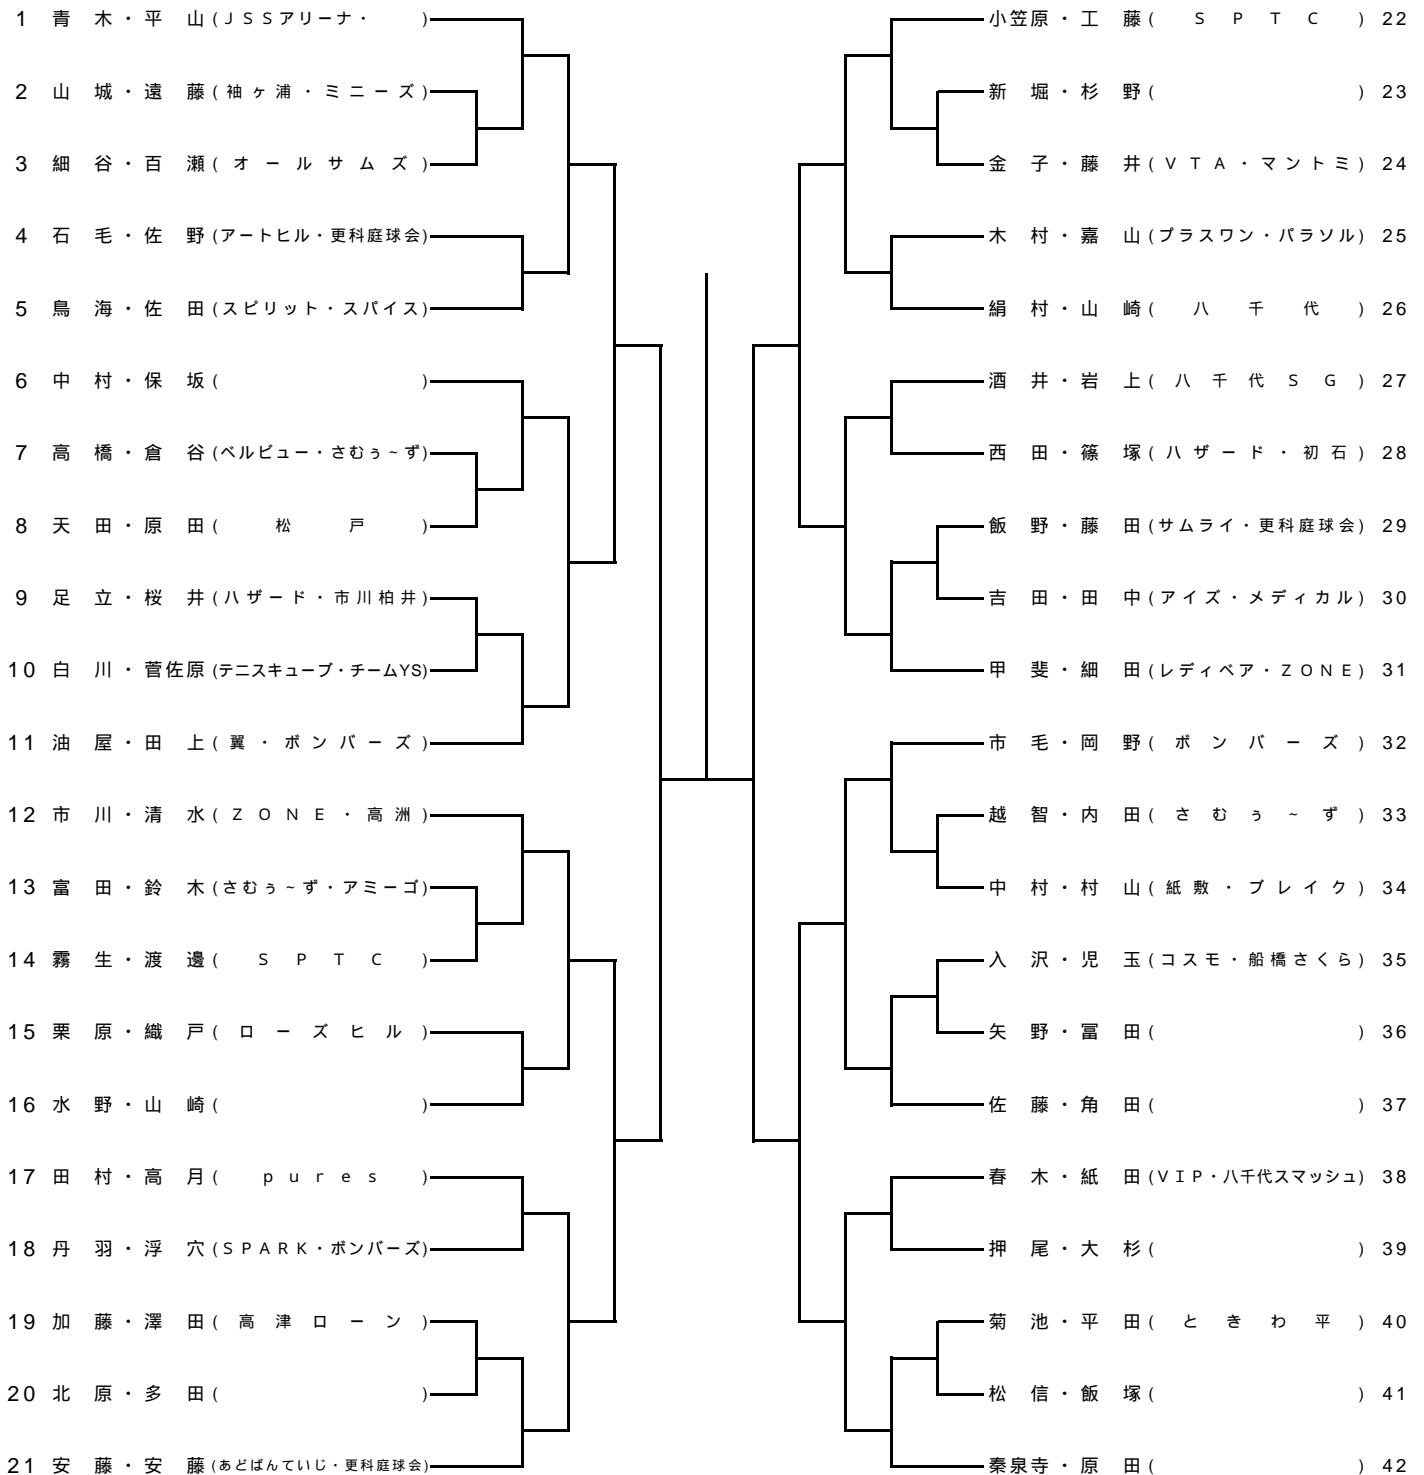 1 青 木・平 山(JSSアリーナ・ )
2 山 城・遠 藤(袖ヶ浦・ミニーズ)
3 細 谷・百 瀬(オールサムズ)
4 石 毛・佐 野(アートヒル・更科庭球会)
5 鳥 海・佐 田(スピリット・スパイス)
6 中 村・保 坂( )
7 高 橋・倉 谷(ベルビュー・さむぅ~ず)
8 天 田・原 田(松 戸)
9 足 立・桜 井(ハザード・市川柏井)
10 白 川・菅佐原(テニスキューブ・チームYS)
11 油 屋・田 上(翼・ボンバーズ)
12 市 川・清 水(ZONE・高洲)
13 富 田・鈴 木(さむぅ~ず・アミーゴ)
14 霧 生・渡 邊(SPTC)
15 栗 原・織 戸(ローズヒル)
16 水 野・山 崎( )
17 田 村・高 月(pures)
18 丹 羽・浮 穴(SPARK・ボンバーズ)
19 加 藤・澤 田(高津ローン)
20 北 原・多 田( )
21 安 藤・安 藤(あどばんていじ・更科庭球会)
小笠原・工 藤(SPTC) 22
新 堀・杉 野( ) 23
金 子・藤 井(VTA・マントミ) 24
木 村・嘉 山(プラスワン・パラソル) 25
絹 村・山 崎(八 千 代) 26
酒 井・岩 上(八千代SG) 27
西 田・篠 塚(ハザード・初石) 28
飯 野・藤 田(サムライ・更科庭球会) 29
吉 田・田 中(アイズ・メディカル) 30
甲 斐・細 田(レディベア・ZONE) 31
市 毛・岡 野(ボンバーズ) 32
越 智・内 田(さむぅ~ず) 33
中 村・村 山(紙敷・ブレイク) 34
入 沢・児 玉(コスモ・船橋さくら) 35
矢 野・冨 田( ) 36
佐 藤・角 田( ) 37
春 木・紙 田(VIP・八千代スマッシュ) 38
押 尾・大 杉( ) 39
菊 池・平 田(ときわ平) 40
松 信・飯 塚( ) 41
秦泉寺・原 田( ) 42